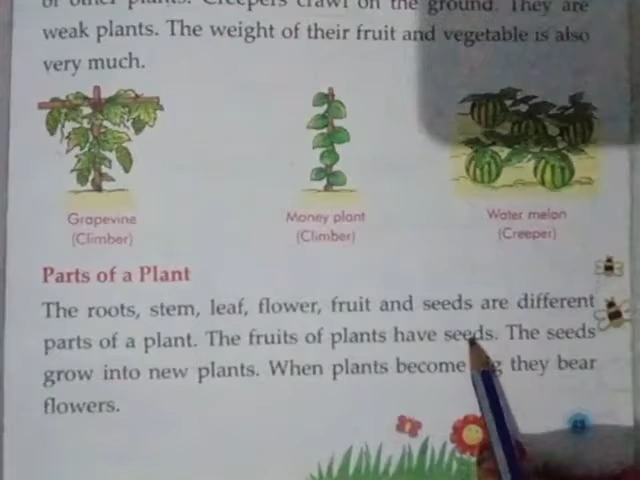 of other plants. Creepers crawl on the ground. They are
weak plants. The weight of their fruit and vegetable is also
very much.
Grapevine
(Climber)
Money plant
(Climber)
Water melon
(Creeper)
Parts of a Plant
The roots, stem, leaf, flower, fruit and seeds are different
parts of a plant. The fruits of plants have seeds. The seeds
grow into new plants. When plants become they bear
flowers.